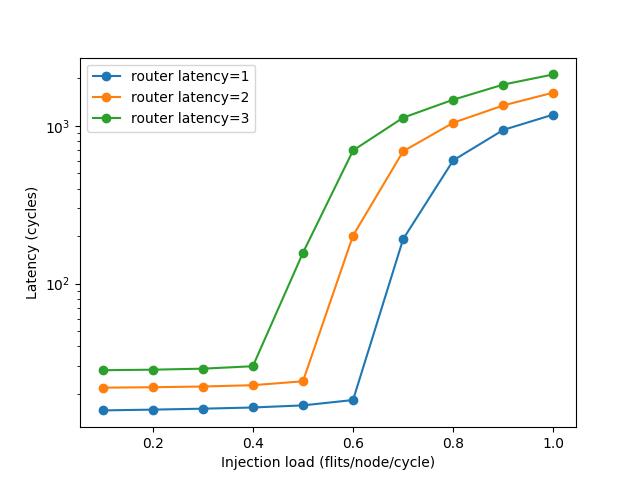 router latency=1
router latency=2
router latency=3
10³
10²
Latency (cycles)
0.2 0.4 0.6 0.8 1.0
Injection load (flits/node/cycle)